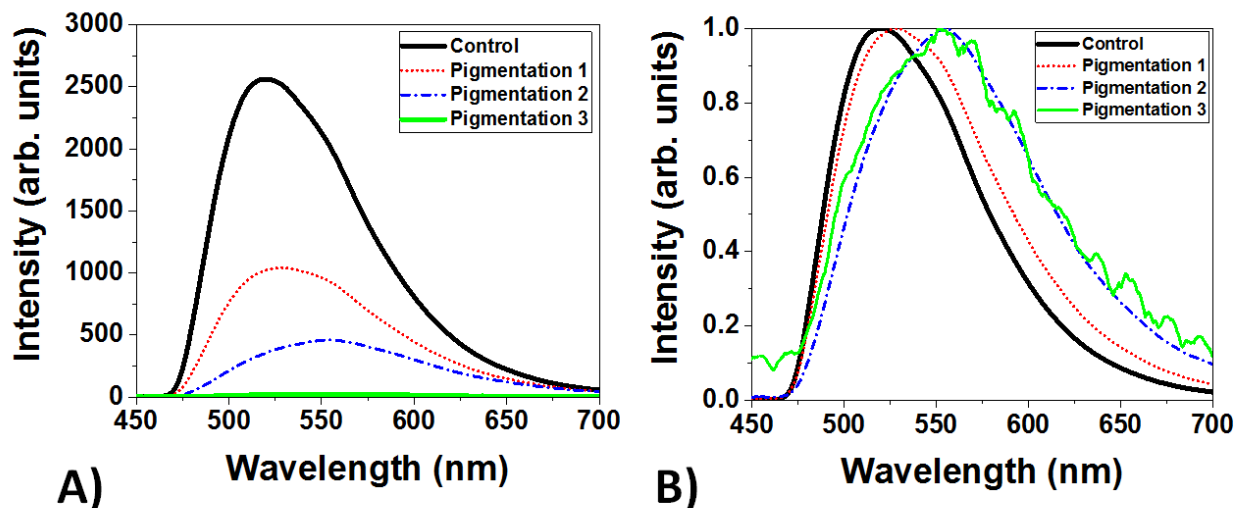 Intensity (arb. units)
3000
2500
2000
1500
1000
500
0
450 500 550 600 650 700
Wavelength (nm)
Control
Pigmentation 1
Pigmentation 2
Pigmentation 3
A)
Intensity (arb. units)
1.0
0.8
0.6
0.4
0.2
0.0
450 500 550 600 650 700
Wavelength (nm)
Control
Pigmentation 1
Pigmentation 2
Pigmentation 3
B)